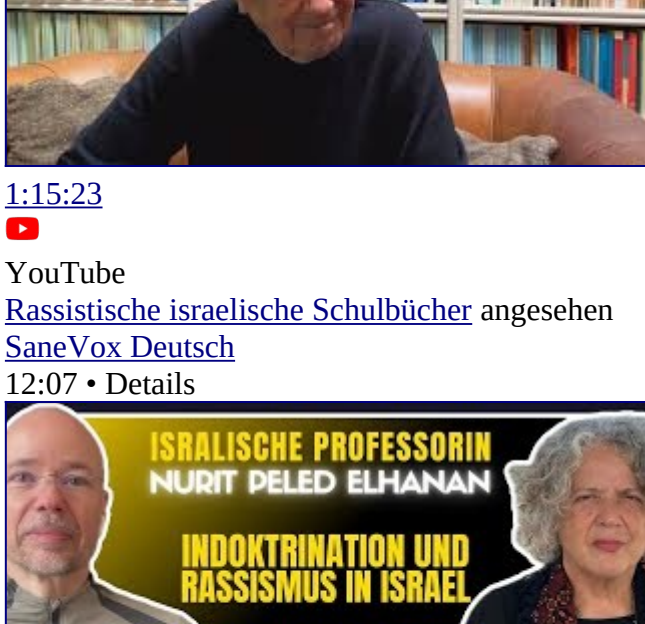 1:15:23
YouTube
Rassistische israelische Schulbücher angesehen
SaneVox Deutsch
12:07 • Details
ISRALISCHE PROFESSORIN
NURIT PELED ELHANAN
INDOKTRINATION UND
RASSISMUS IN ISRAEL